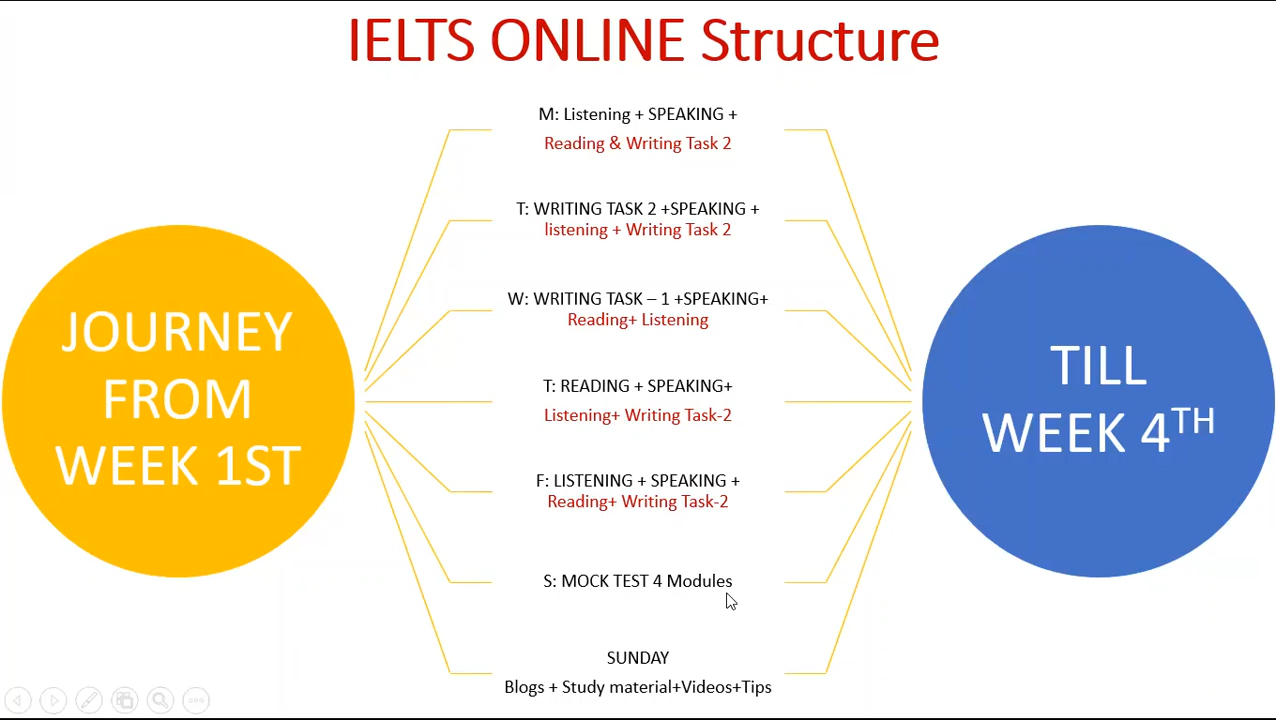 IELTS ONLINE Structure
M: Listening + SPEAKING +
Reading & Writing Task 2
T: WRITING TASK 2 +SPEAKING +
listening + Writing Task 2
W: WRITING TASK – 1 +SPEAKING+
Reading+ Listening
T: READING + SPEAKING+
Listening+ Writing Task-2
F: LISTENING + SPEAKING +
Reading+ Writing Task-2
S: MOCK TEST 4 Modules
SUNDAY
Blogs + Study material+Videos+Tips
JOURNEY
FROM
WEEK 1ST
TILL
WEEK 4TH